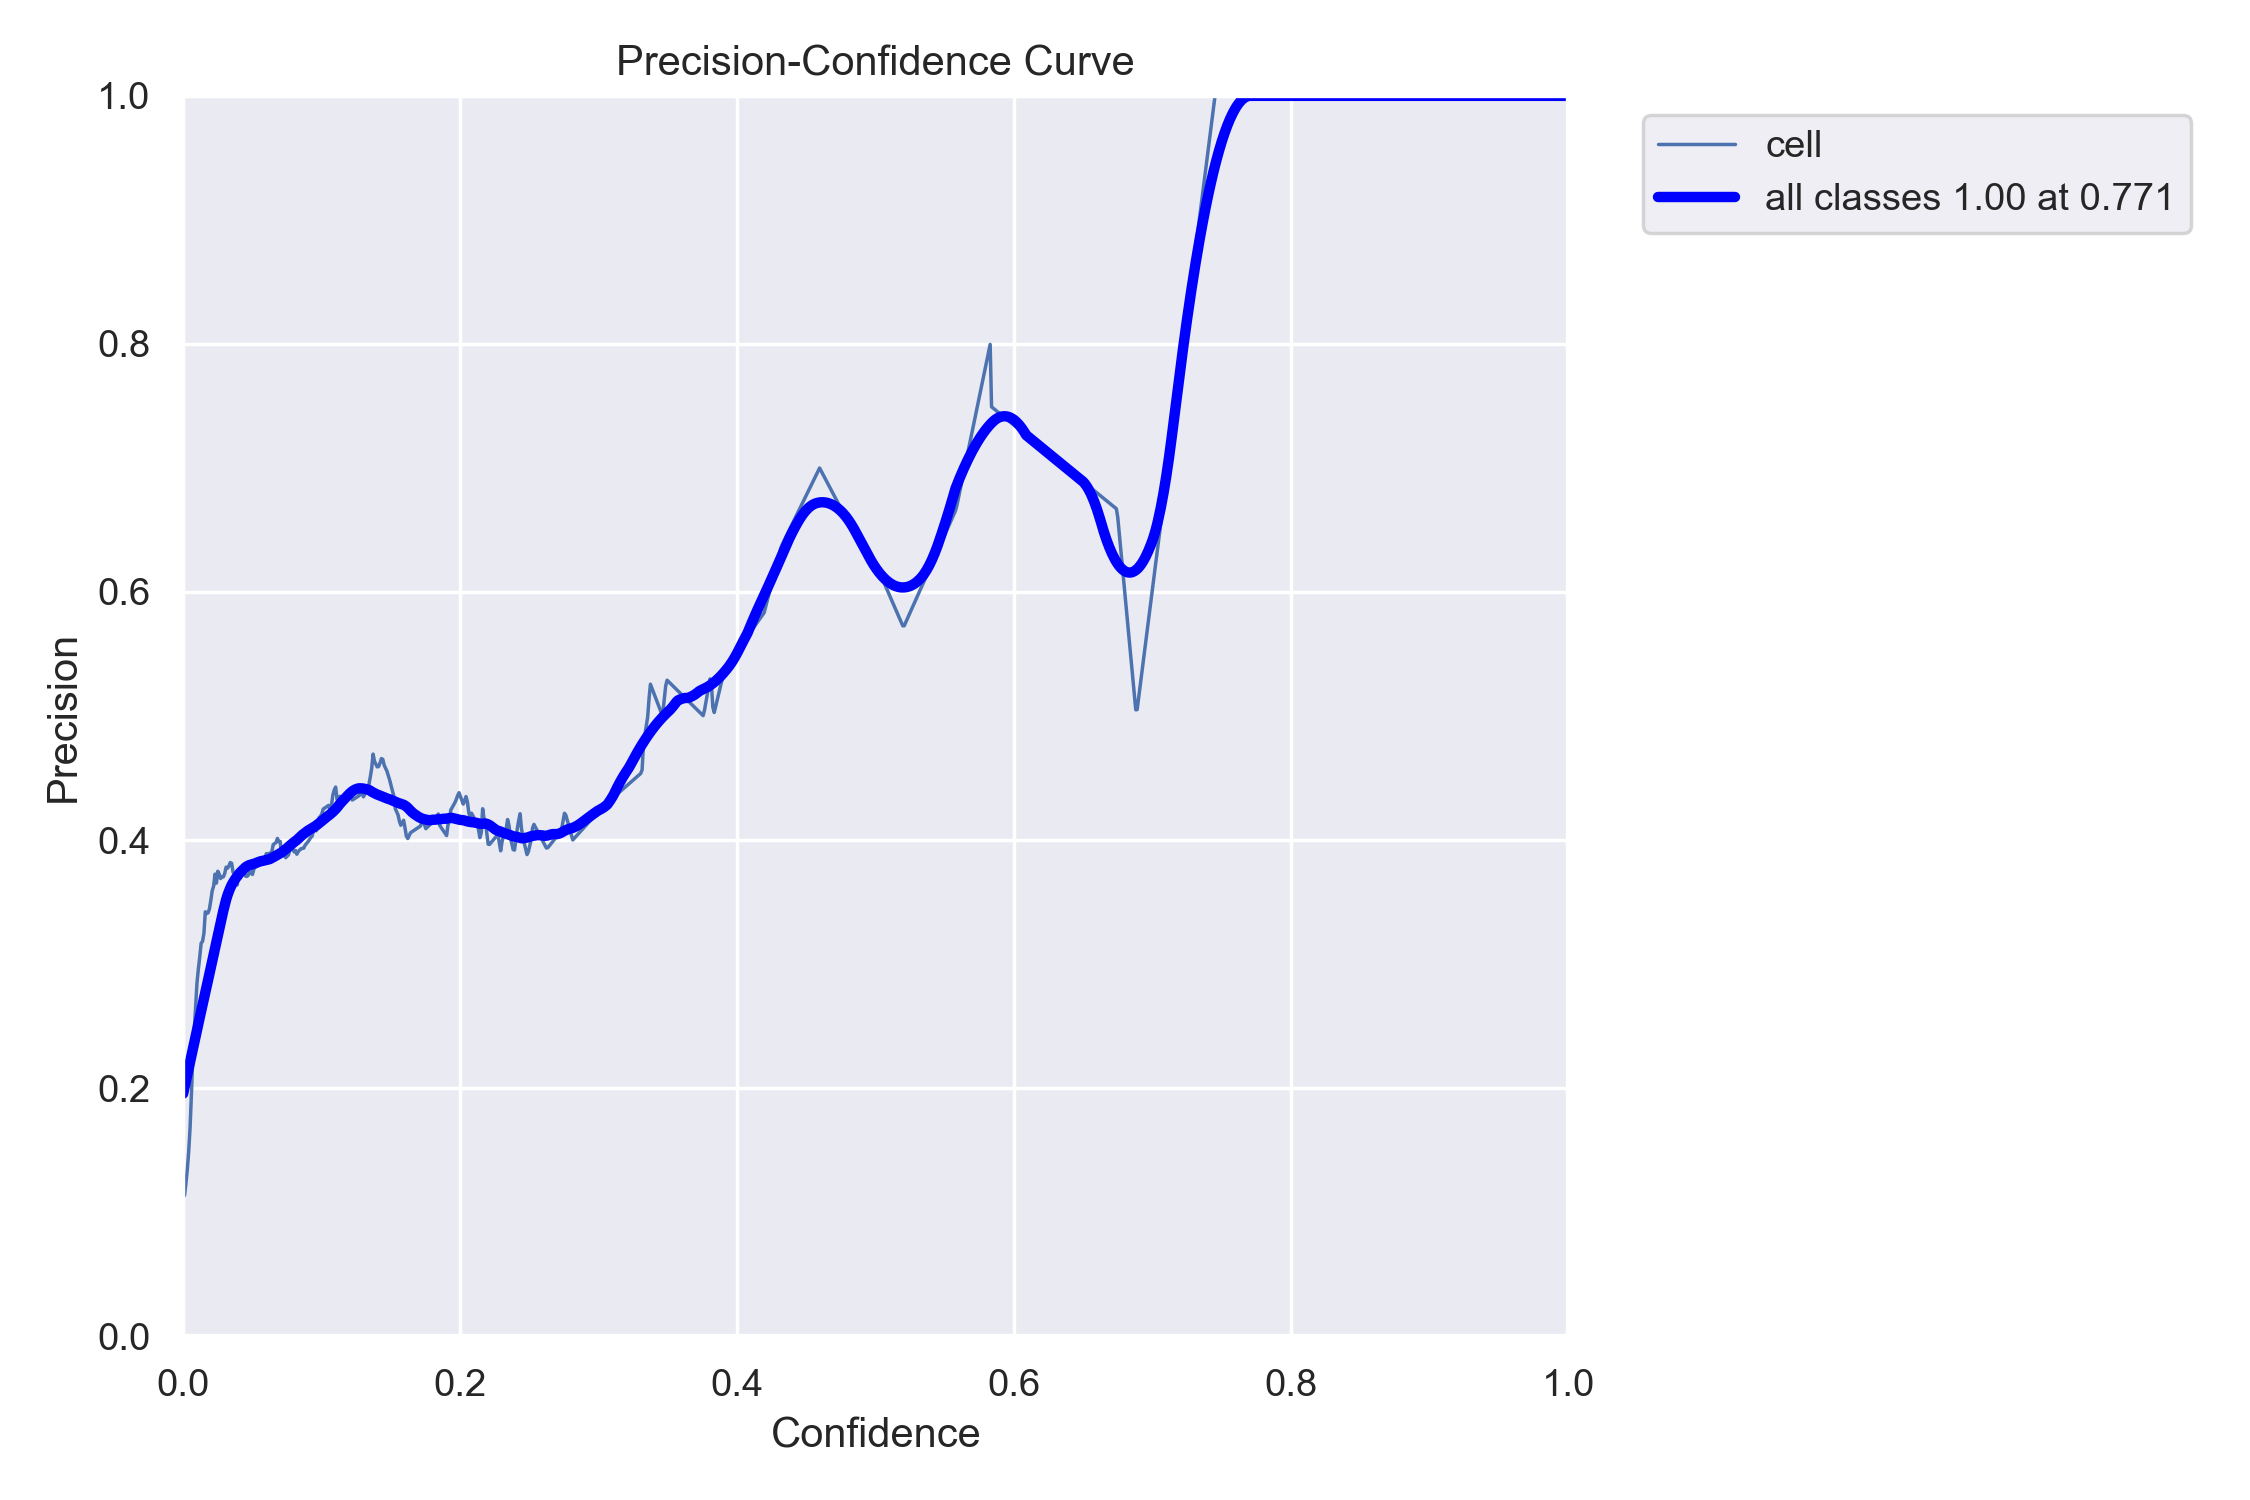 Precision-Confidence Curve
1.0
0.8
0.6
0.4
0.2
0.0
Precision
0.0 0.2 0.4 0.6 0.8 1.0
Confidence
cell
all classes 1.00 at 0.771